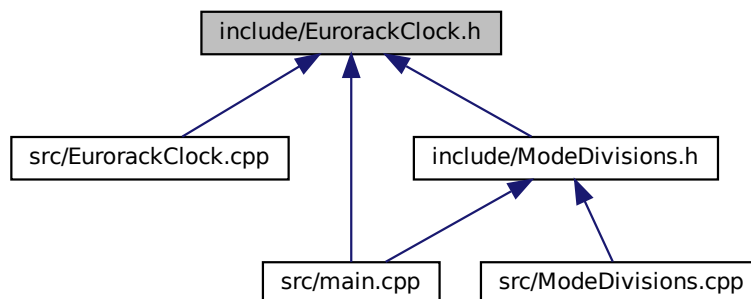 include/EurorackClock.h
src/EurorackClock.cpp
include/ModeDivisions.h
src/main.cpp
src/ModeDivisions.cpp